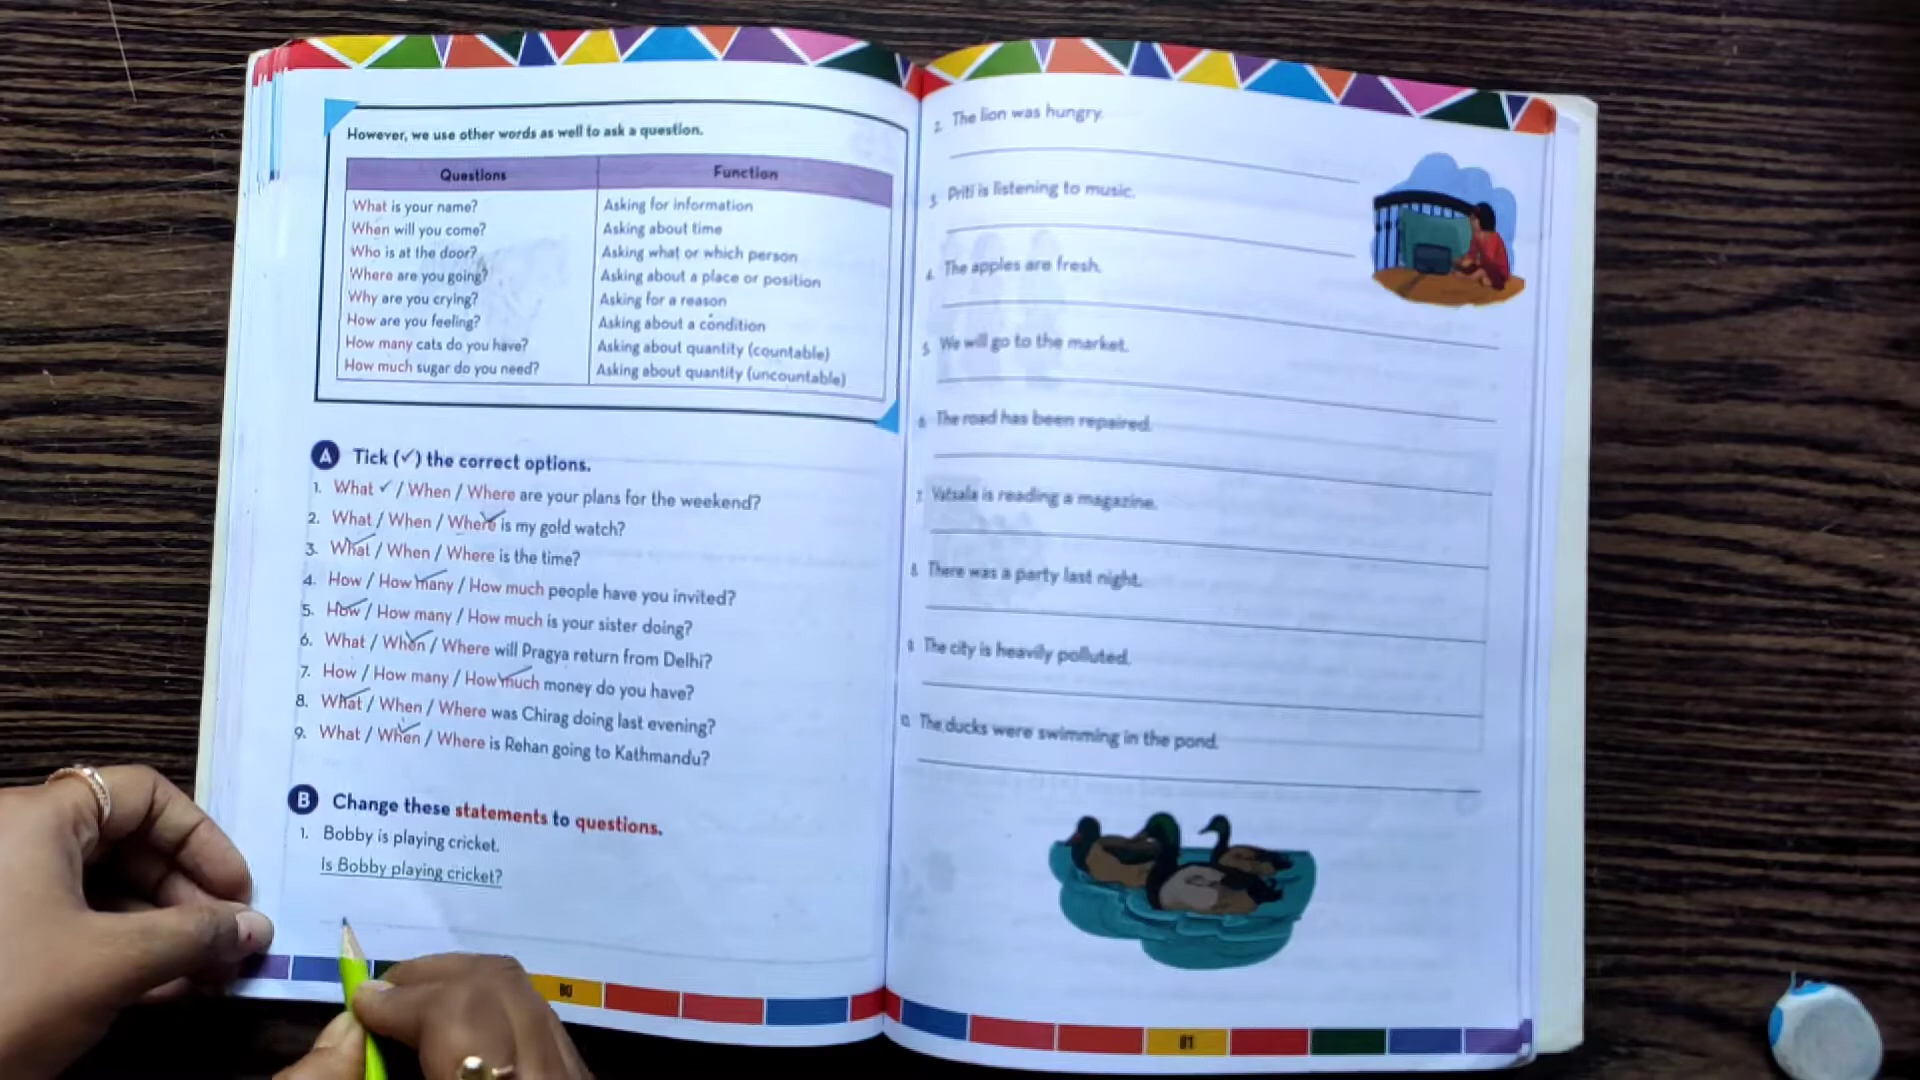 However, we use other words as well to ask a question.
Questions Function
What is your name? Asking for information
When will you come? Asking about time
Who is at the door? Asking what or which person
Where are you going? Asking about a place or position
Why are you crying? Asking for a reason
How are you feeling? Asking about a condition
How many cats do you have? Asking about quantity (countable)
How much sugar do you need? Asking about quantity (uncountable)
A Tick (✓) the correct options.
1. What ✓ / When / Where are your plans for the weekend?
2. What / When / Where is my gold watch?
3. What / When / Where is the time?
4. How / How many / How much people have you invited?
5. How / How many / How much is your sister doing?
6. What / When / Where will Pragya return from Delhi?
7. How / How many / How much money do you have?
8. What / When / Where was Chirag doing last evening?
9. What / When / Where is Rehan going to Kathmandu?
B Change these statements to questions.
1. Bobby is playing cricket.
Is Bobby playing cricket?
80
2. The lion was hungry.
3. Priti is listening to music.
4. The apples are fresh.
5. We will go to the market.
6. The road has been repaired.
7. Vatsala is reading a magazine.
8. There was a party last night.
9. The city is heavily polluted.
10. The ducks were swimming in the pond.
81